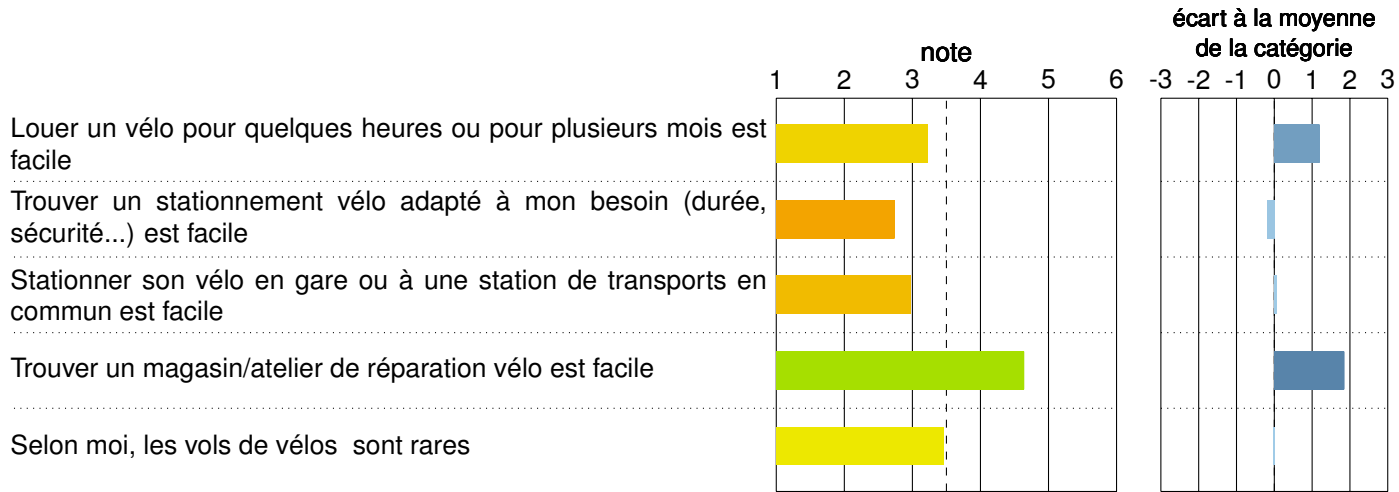 écart à la moyenne
de la catégorie
note
1 2 3 4 5 6
-3 -2 -1 0 1 2 3
Louer un vélo pour quelques heures ou pour plusieurs mois est
facile
Trouver un stationnement vélo adapté à mon besoin (durée,
sécurité...) est facile
Stationner son vélo en gare ou à une station de transports en
commun est facile
Trouver un magasin/atelier de réparation vélo est facile
Selon moi, les vols de vélos sont rares